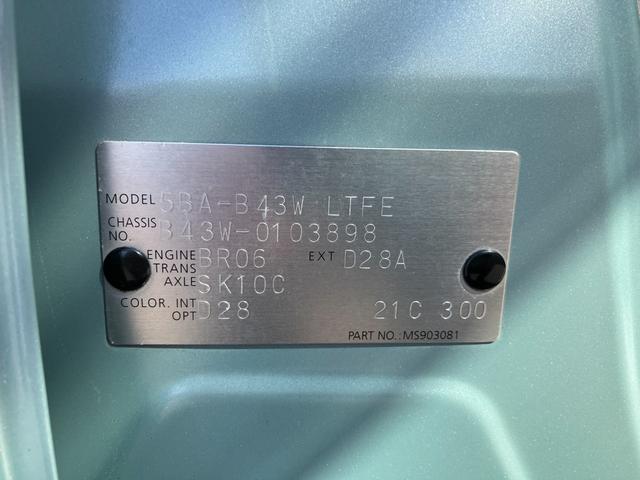 MODEL 5BA-B43W LTFE
CHASSIS NO. B43W-0103898
ENGINE BR06 EXT D28A
TRANS AXLE SK10C
COLOR. INT OPT D28 21C 300
PART NO.: MS903081